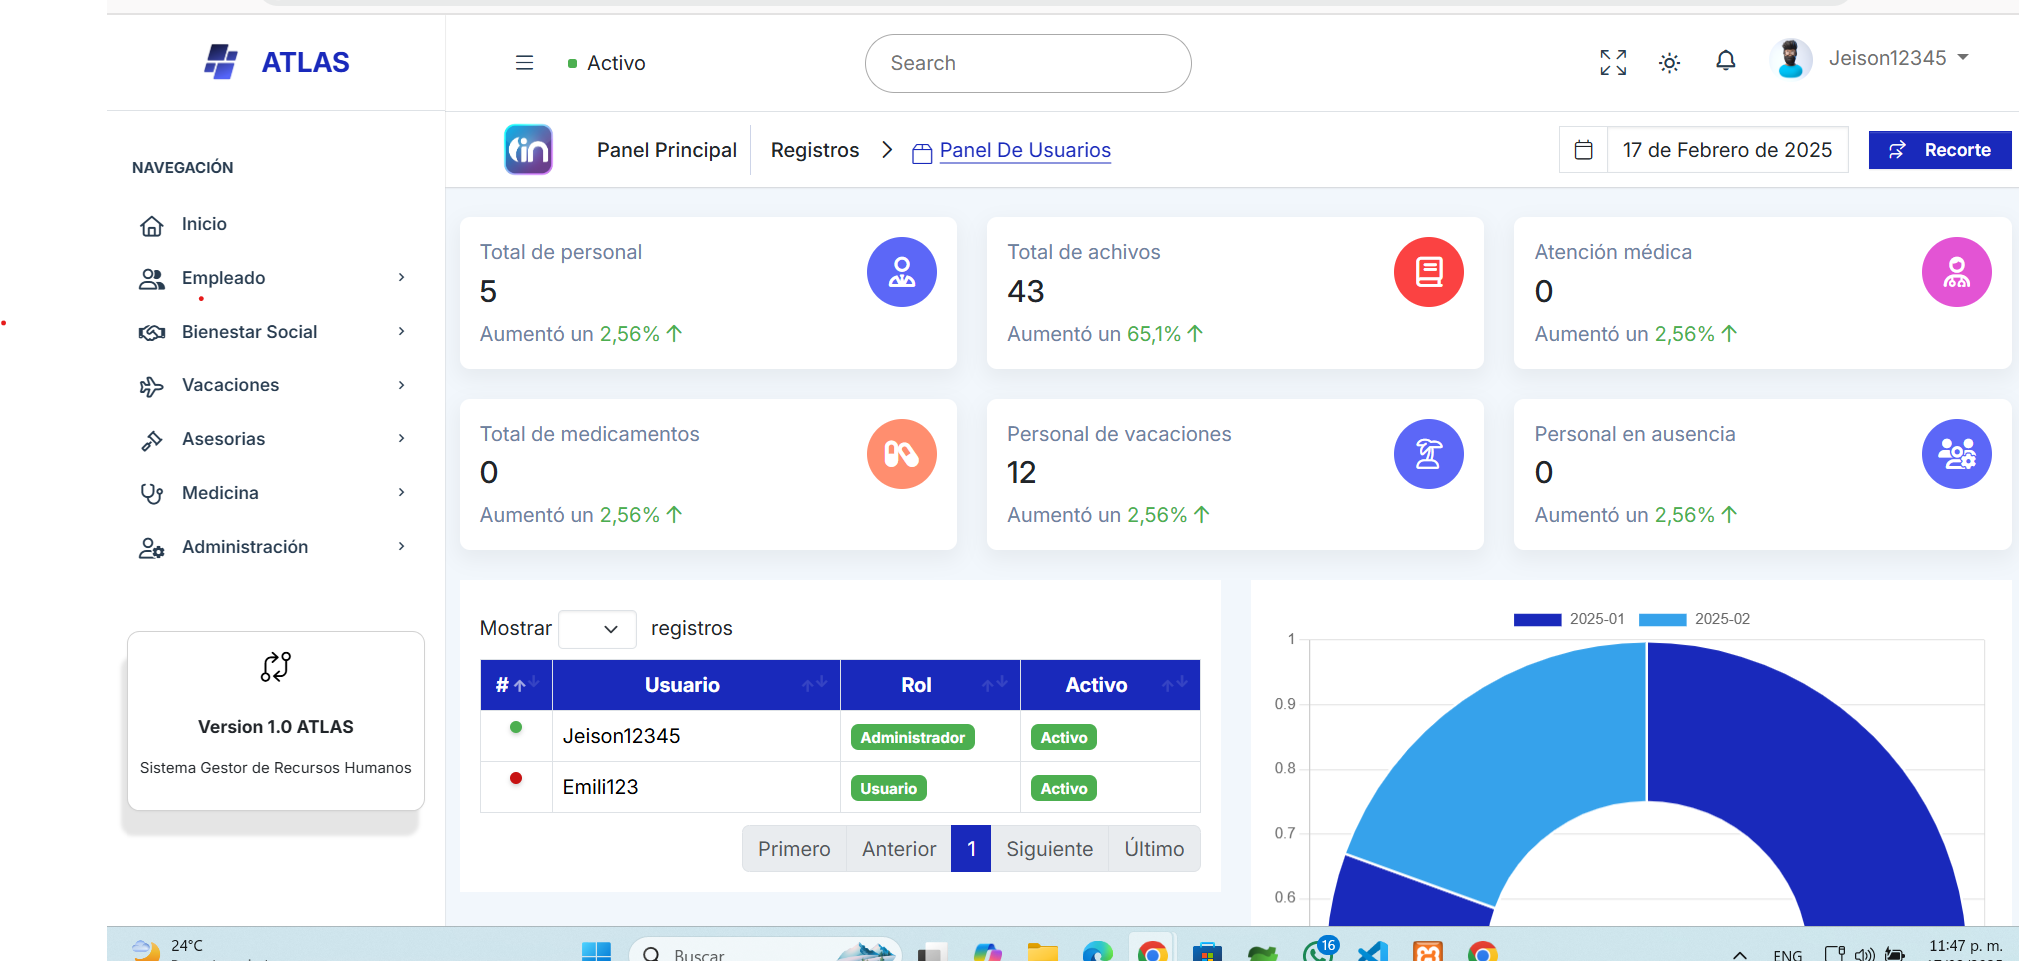 ATLAS
Activo
Search
Jeison12345
in
Panel Principal
Registros
Panel De Usuarios
17 de Febrero de 2025
Recorte
NAVEGACIÓN
Inicio
Empleado
Bienestar Social
Vacaciones
Asesorias
Medicina
Administración
Version 1.0 ATLAS
Sistema Gestor de Recursos Humanos
Total de personal
5
Aumentó un 2,56%
Total de achivos
43
Aumentó un 65,1%
Atención médica
0
Aumentó un 2,56%
Total de medicamentos
0
Aumentó un 2,56%
Personal de vacaciones
12
Aumentó un 2,56%
Personal en ausencia
0
Aumentó un 2,56%
Mostrar registros
# Usuario Rol Activo
Jeison12345 Administrador Activo
Emili123 Usuario Activo
Primero Anterior 1 Siguiente Último
2025-01 2025-02
1
0.9
0.8
0.7
0.6
24°C
Buscar
16
ENG
11:47 p. m.